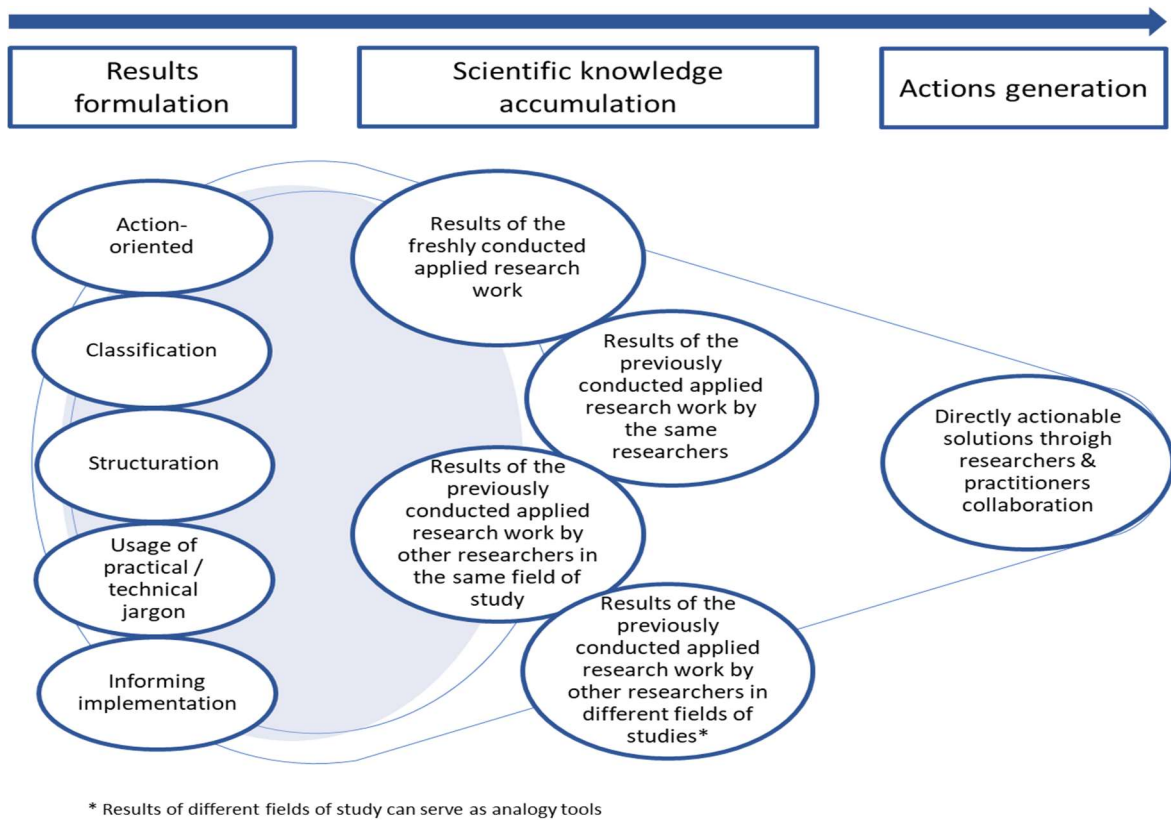 Results
formulation
Scientific knowledge
accumulation
Actions generation
Action-
oriented
Classification
Structuration
Usage of
practical /
technical
jargon
Informing
implementation
Results of the
freshly conducted
applied research
work
Results of the
previously
conducted applied
research work by
the same
researchers
Results of the
previously
conducted applied
research work by
other researchers in
the same field of
study
Results of the
previously
conducted applied
research work by
other researchers in
different fields of
studies*
Directly actionable
solutions throigh
researchers &
practitioners
collaboration
* Results of different fields of study can serve as analogy tools